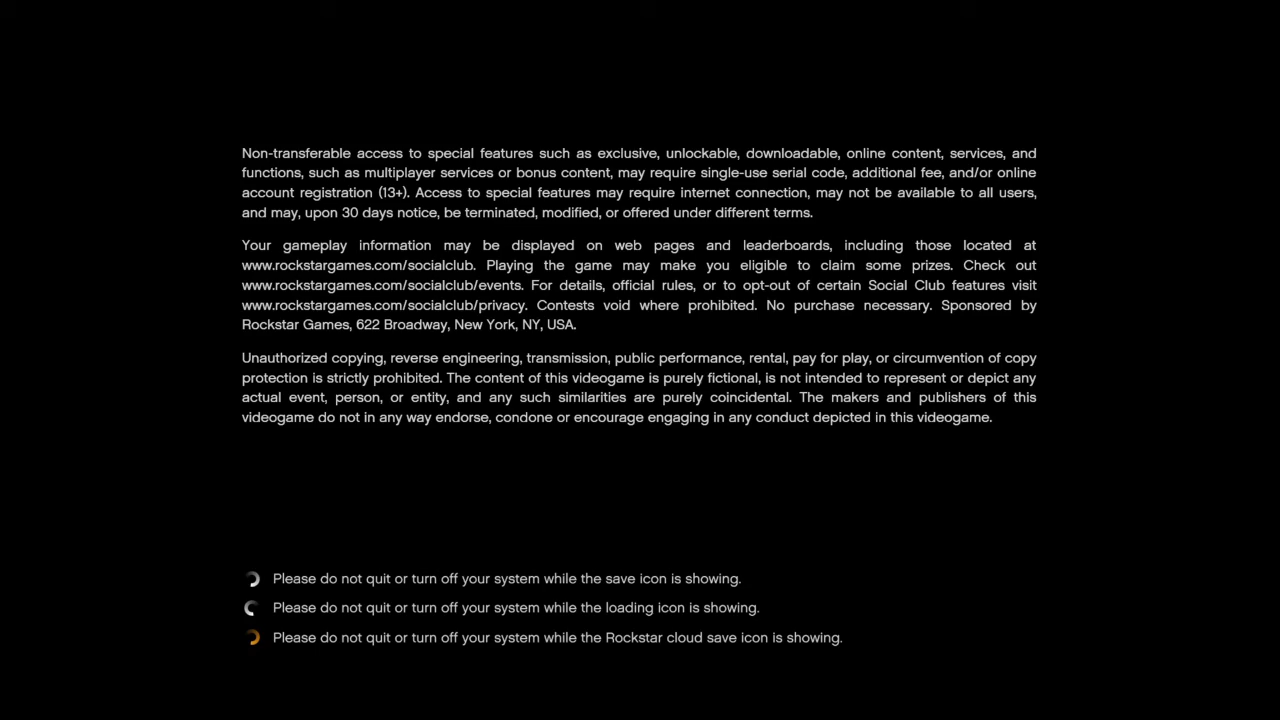 Non-transferable access to special features such as exclusive, unlockable, downloadable, online content, services, and
functions, such as multiplayer services or bonus content, may require single-use serial code, additional fee, and/or online
account registration (13+). Access to special features may require internet connection, may not be available to all users,
and may, upon 30 days notice, be terminated, modified, or offered under different terms.
Your gameplay information may be displayed on web pages and leaderboards, including those located at
www.rockstargames.com/socialclub. Playing the game may make you eligible to claim some prizes. Check out
www.rockstargames.com/socialclub/events. For details, official rules, or to opt-out of certain Social Club features visit
www.rockstargames.com/socialclub/privacy. Contests void where prohibited. No purchase necessary. Sponsored by
Rockstar Games, 622 Broadway, New York, NY, USA.
Unauthorized copying, reverse engineering, transmission, public performance, rental, pay for play, or circumvention of copy
protection is strictly prohibited. The content of this videogame is purely fictional, is not intended to represent or depict any
actual event, person, or entity, and any such similarities are purely coincidental. The makers and publishers of this
videogame do not in any way endorse, condone or encourage engaging in any conduct depicted in this videogame.
Please do not quit or turn off your system while the save icon is showing.
Please do not quit or turn off your system while the loading icon is showing.
Please do not quit or turn off your system while the Rockstar cloud save icon is showing.